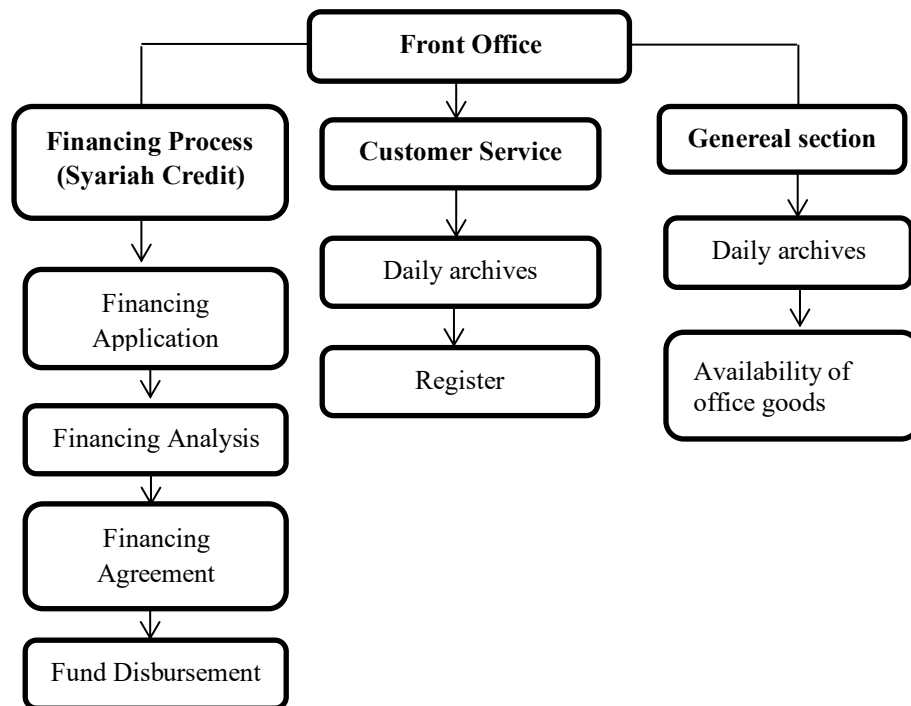 Front Office
Financing Process
(Syariah Credit)
Financing
Application
Financing Analysis
Financing
Agreement
Fund Disbursement
Customer Service
Daily archives
Register
Genereal section
Daily archives
Availability of
office goods